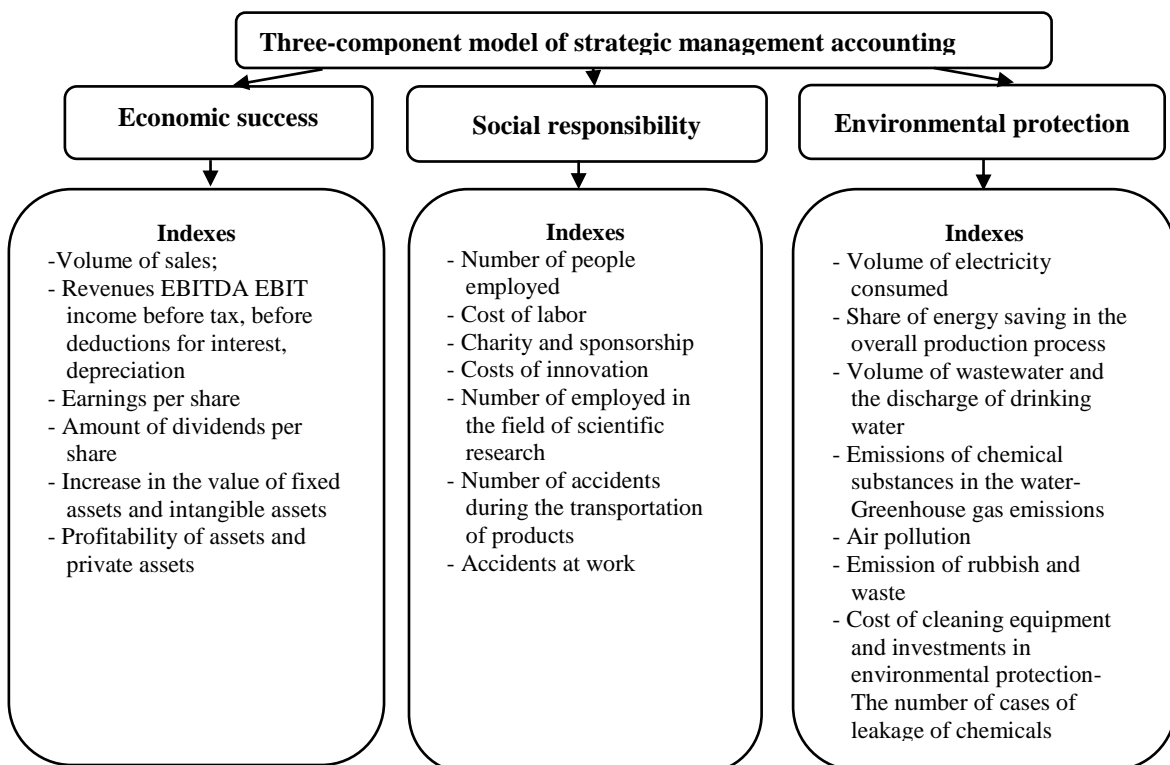 Three-component model of strategic management accounting
Economic success
Social responsibility
Environmental protection
Indexes
-Volume of sales;
- Revenues EBITDA EBIT
income before tax, before
deductions for interest,
depreciation
- Earnings per share
- Amount of dividends per
share
- Increase in the value of fixed
assets and intangible assets
- Profitability of assets and
private assets
Indexes
- Number of people
employed
- Cost of labor
- Charity and sponsorship
- Costs of innovation
- Number of employed in
the field of scientific
research
- Number of accidents
during the transportation
of products
- Accidents at work
Indexes
- Volume of electricity
consumed
- Share of energy saving in the
overall production process
- Volume of wastewater and
the discharge of drinking
water
- Emissions of chemical
substances in the water-
Greenhouse gas emissions
- Air pollution
- Emission of rubbish and
waste
- Cost of cleaning equipment
and investments in
environmental protection-
The number of cases of
leakage of chemicals